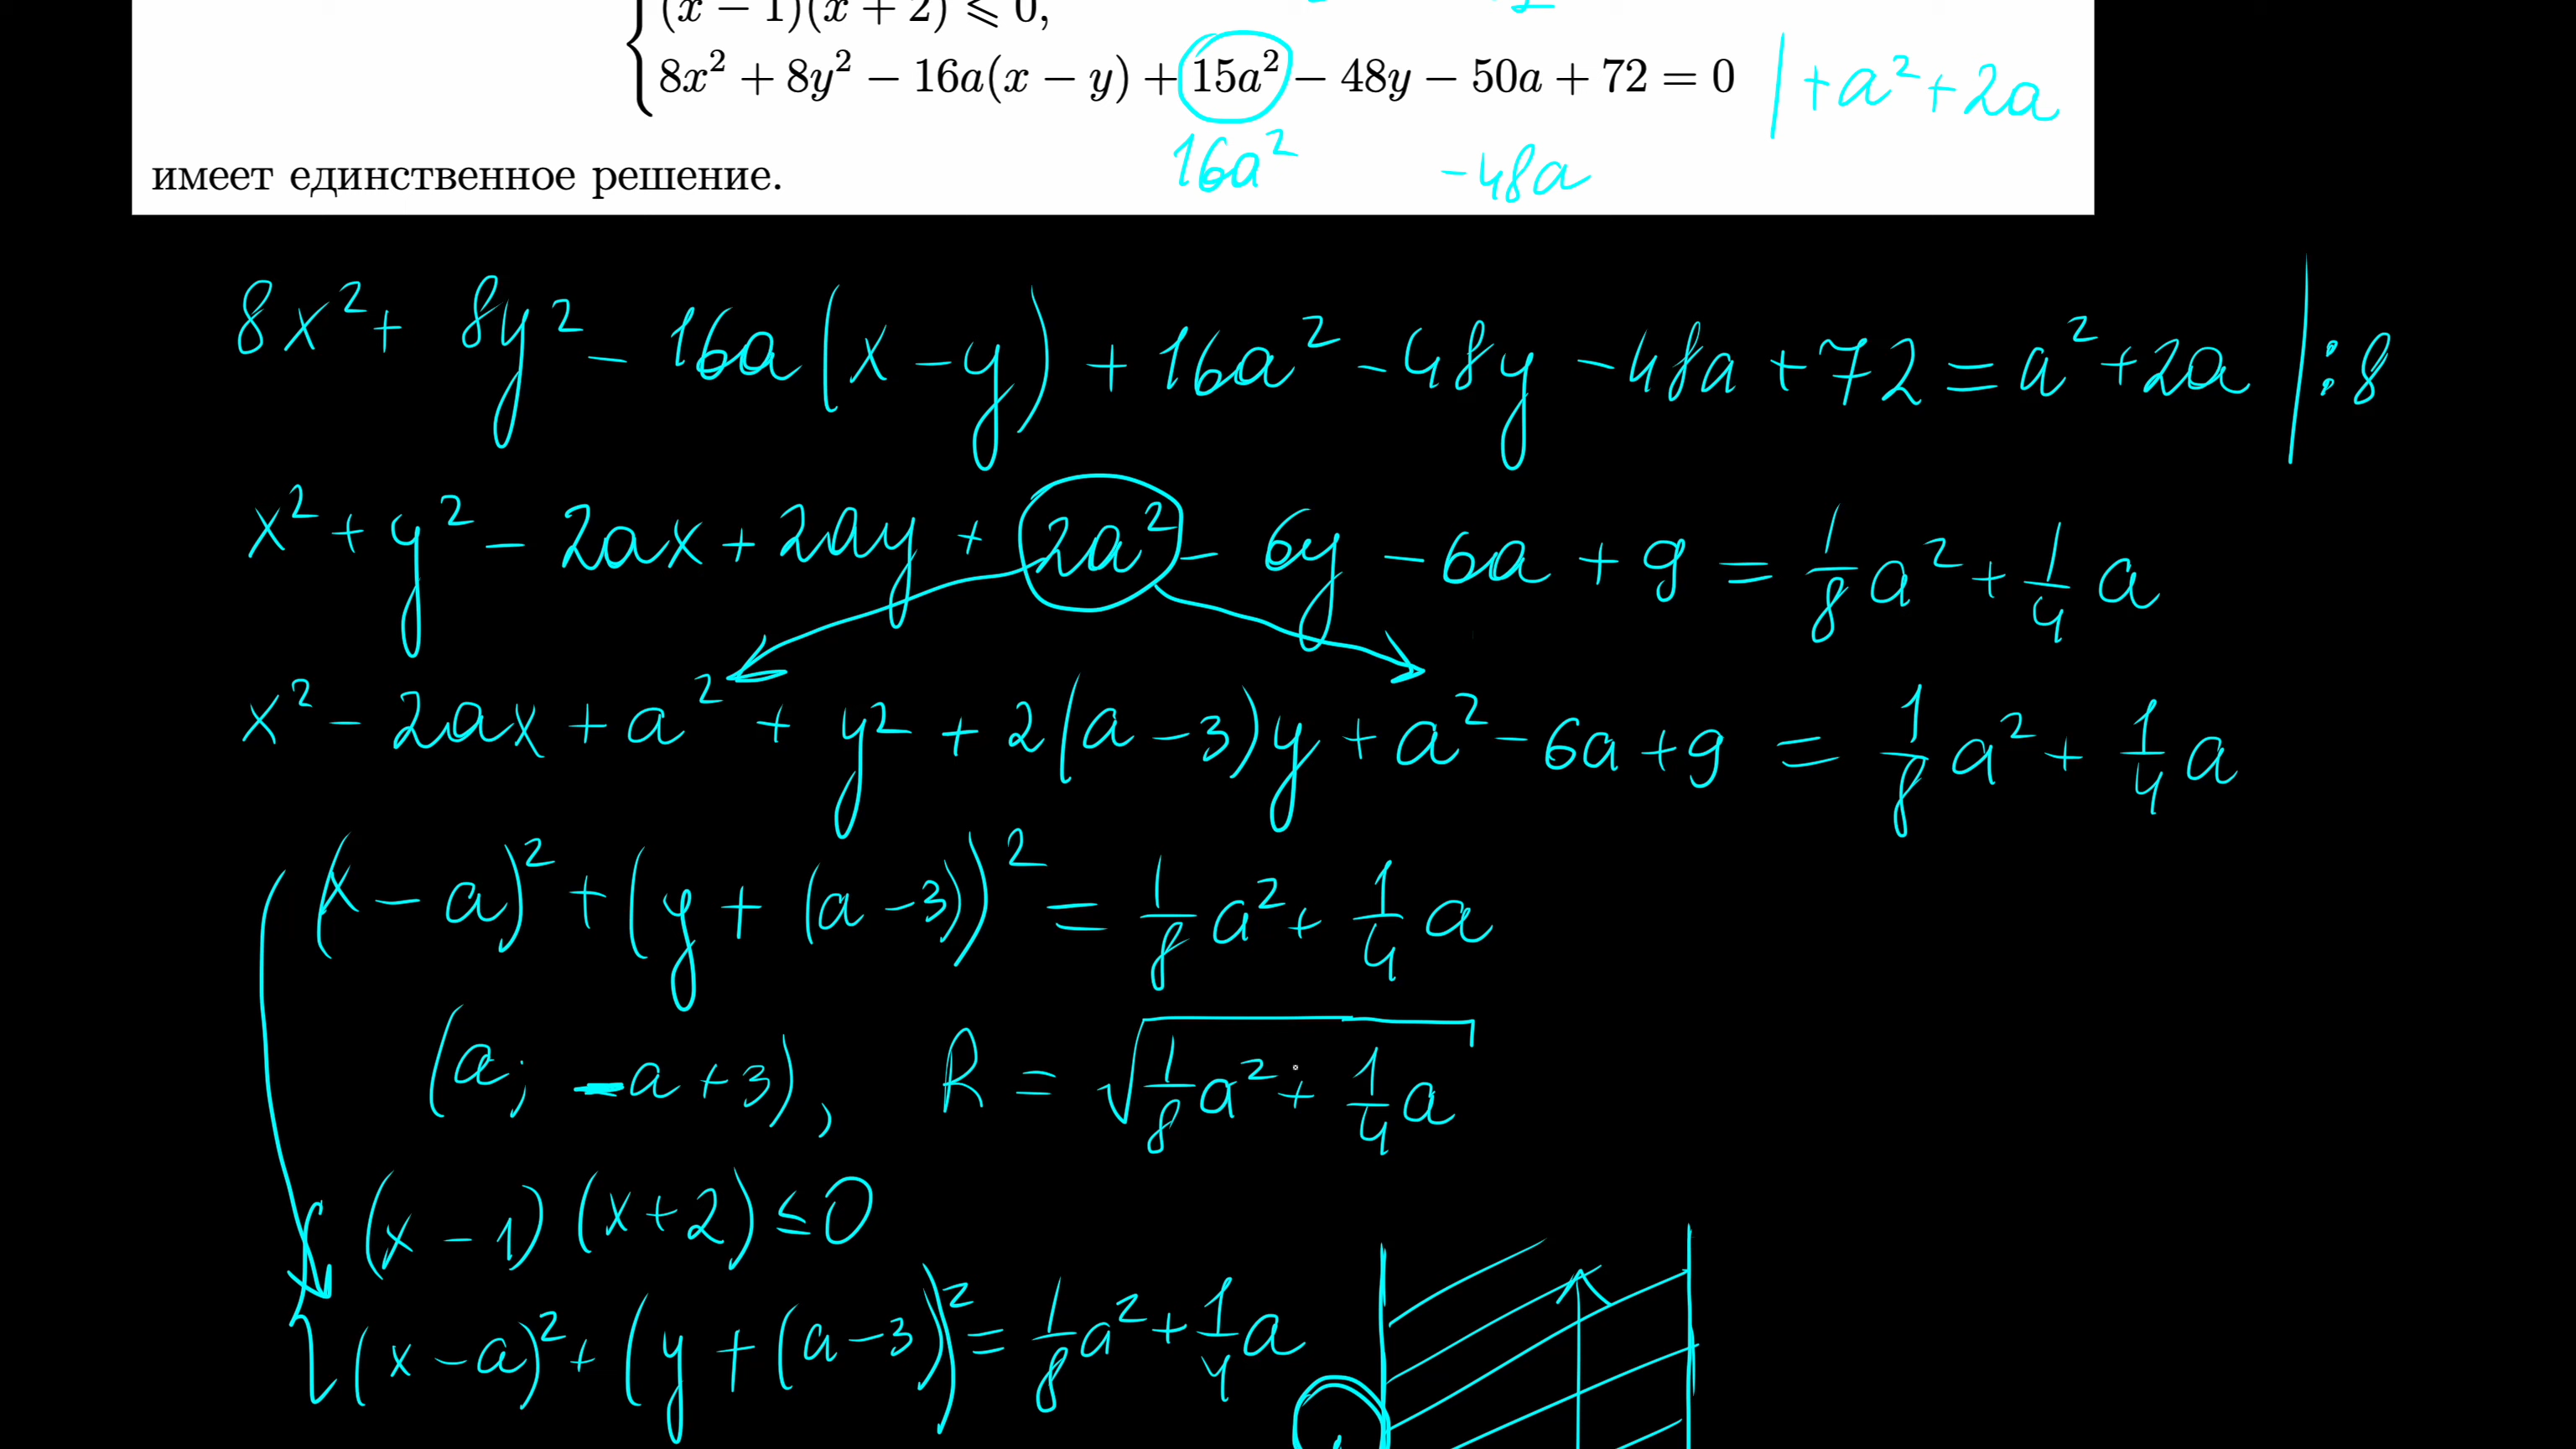 (x − 1)(x + 2) ⩽ 0,
8x² + 8y² − 16a(x − y) + 15a² − 48y − 50a + 72 = 0 | +a² + 2a
16a² −48a
имеет единственное решение.
8x² + 8y² − 16a(x − y) + 16a² − 48y − 48a + 72 = a² + 2a | : 8
x² + y² − 2ax + 2ay + 2a² − 6y − 6a + 9 = 1/8 a² + 1/4 a
x² − 2ax + a² + y² + 2(a − 3)y + a² − 6a + 9 = 1/8 a² + 1/4 a
(x − a)² + (y + (a − 3))² = 1/8 a² + 1/4 a
(a; −a + 3), R = √(1/8 a² + 1/4 a)
(x − 1)(x + 2) ≤ 0
(x − a)² + (y + (a − 3))² = 1/8 a² + 1/4 a